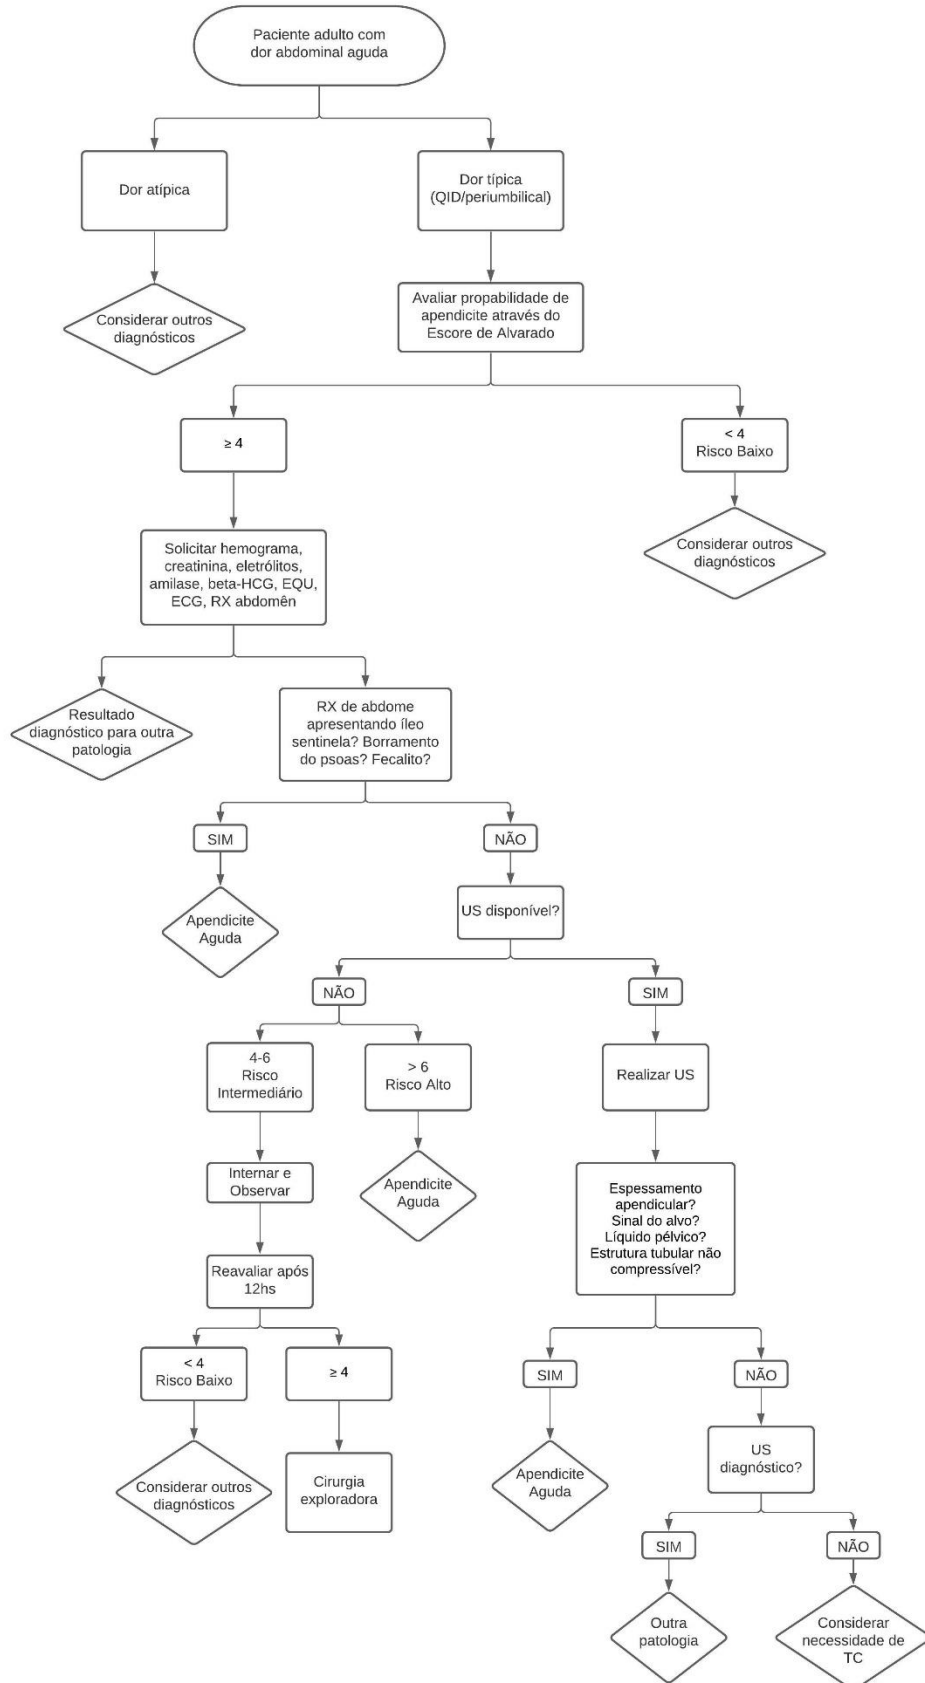 Paciente adulto com
dor abdominal aguda
Dor atípica
Dor típica
(QID/periumbilical)
Considerar outros
diagnósticos
Avaliar propabilidade de
apendicite através do
Escore de Alvarado
≥ 4
< 4
Risco Baixo
Solicitar hemograma,
creatinina, eletrólitos,
amilase, beta-HCG, EQU,
ECG, RX abdomên
Considerar outros
diagnósticos
Resultado
diagnóstico para outra
patologia
RX de abdome
apresentando íleo
sentinela? Borramento
do psoas? Fecalito?
SIM
NÃO
Apendicite
Aguda
US disponível?
NÃO
SIM
4-6
Risco
Intermediário
> 6
Risco Alto
Realizar US
Internar e
Observar
Apendicite
Aguda
Espessamento
apendicular?
Sinal do alvo?
Líquido pélvico?
Estrutura tubular não
compressível?
Reavaliar após
12hs
< 4
Risco Baixo
≥ 4
SIM
NÃO
Considerar outros
diagnósticos
Cirurgia
exploradora
Apendicite
Aguda
US
diagnóstico?
SIM
NÃO
Outra
patologia
Considerar
necessidade de
TC